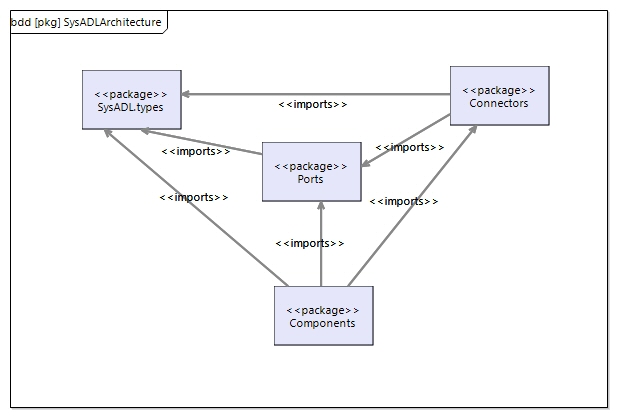 bdd [pkg] SysADLArchitecture
<<package>>
SysADL.types
<<package>>
Connectors
<<imports>>
<<imports>>
<<imports>>
<<package>>
Ports
<<imports>>
<<imports>>
<<imports>>
<<package>>
Components